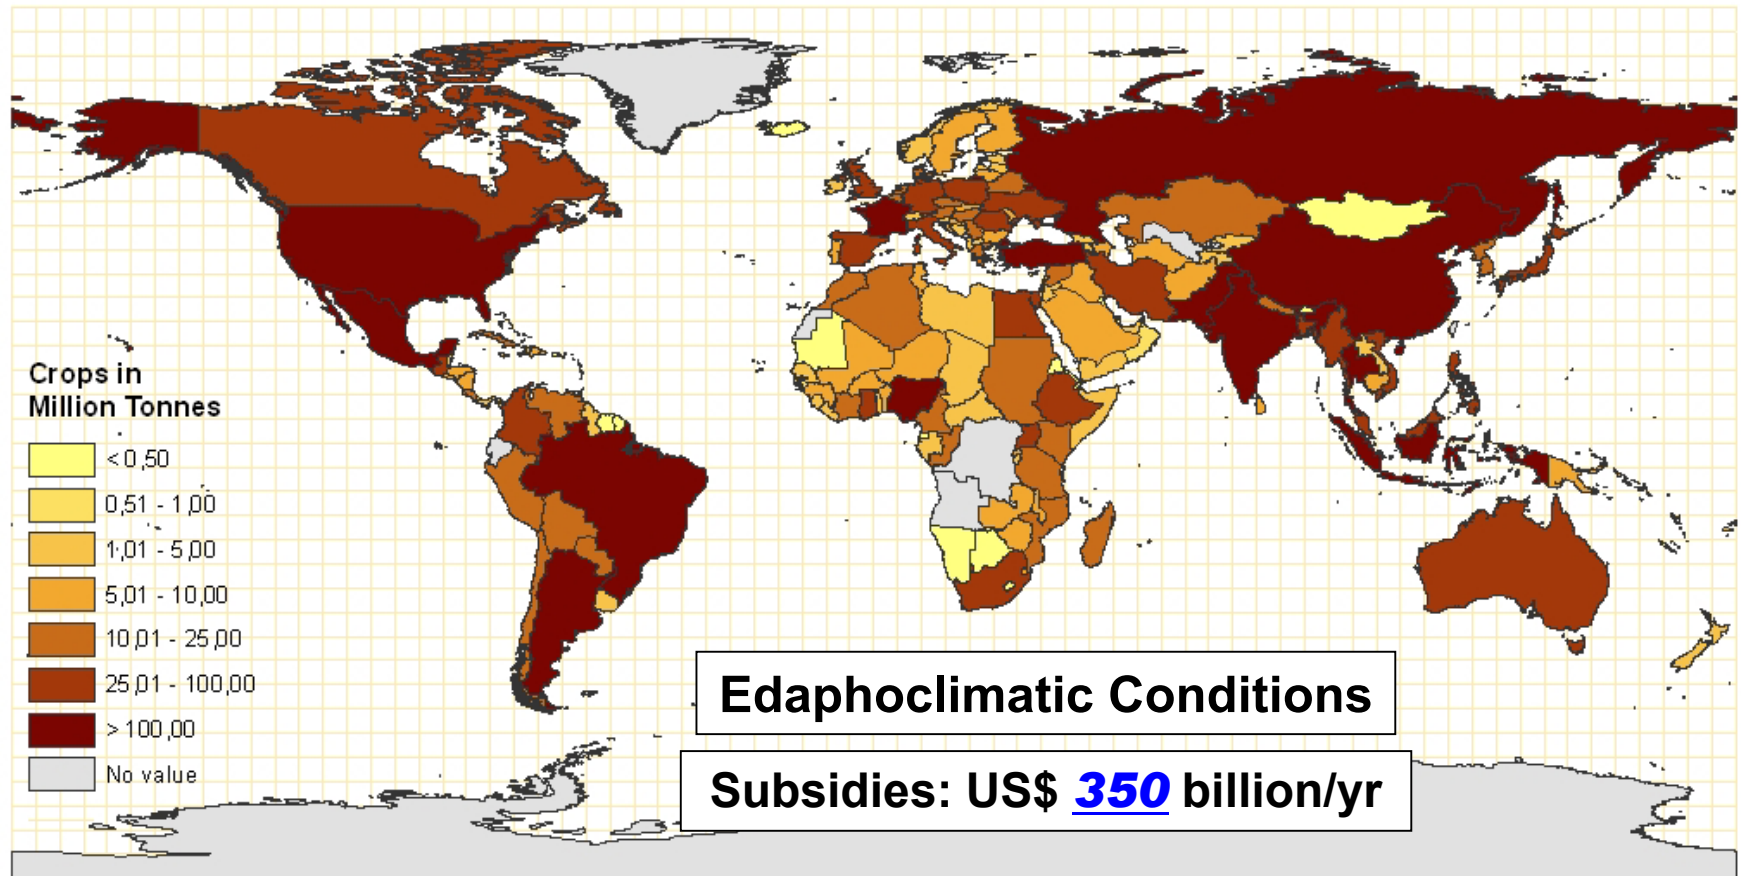 Crops in
Million Tonnes
< 0,50
0,51 - 1,00
1,01 - 5,00
5,01 - 10,00
10,01 - 25,00
25,01 - 100,00
> 100,00
No value
Edaphoclimatic Conditions
Subsidies: US$ 350 billion/yr